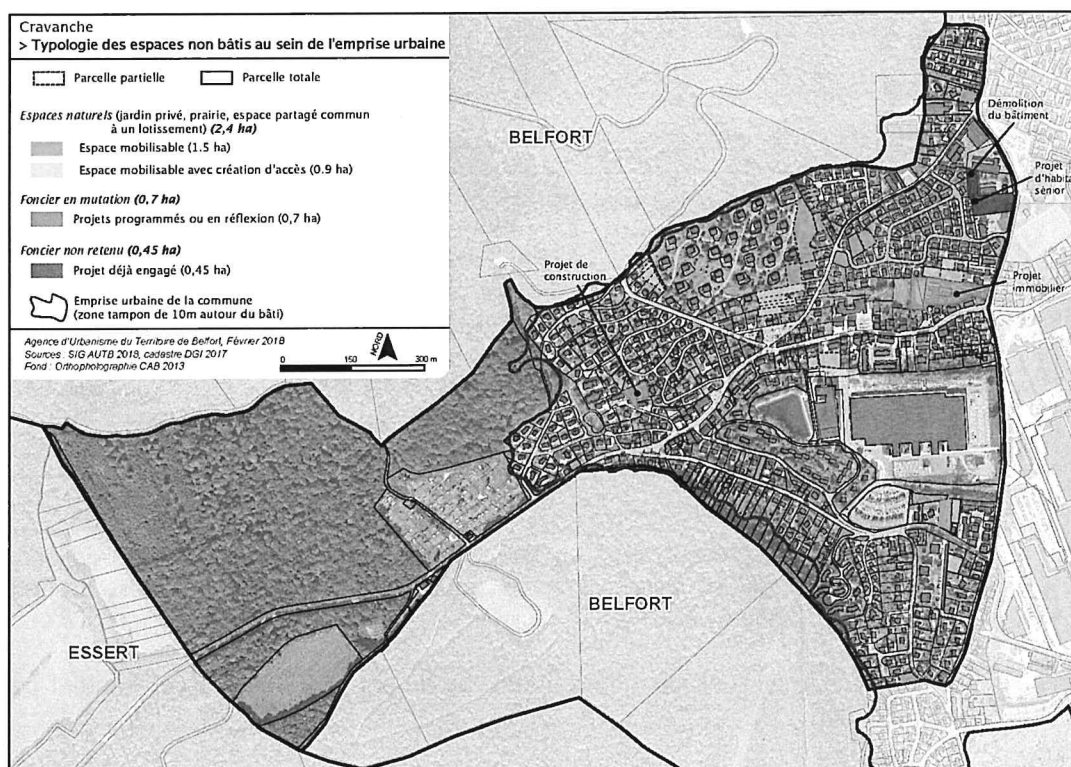 Cravanche
> Typologie des espaces non bâtis au sein de l'emprise urbaine
Parcelle partielle
Parcelle totale
Espaces naturels (jardin privé, prairie, espace partagé commun
à un lotissement) (2,4 ha)
Espace mobilisable (1.5 ha)
Espace mobilisable avec création d'accès (0.9 ha)
Foncier en mutation (0,7 ha)
Projets programmés ou en réflexion (0,7 ha)
Foncier non retenu (0,45 ha)
Projet déjà engagé (0,45 ha)
Emprise urbaine de la commune
(zone tampon de 10m autour du bâti)
Agence d'Urbanisme du Territoire de Belfort, Février 2018
Sources : SIG AUTB 2018, cadastre DGI 2017
Fond : Orthophotographie CAB 2013
NORD
0 150 300 m
BELFORT
Démolition
du bâtiment
Projet
d'habitat
sénior
Projet de
construction
Projet
immobilier
BELFORT
ESSERT